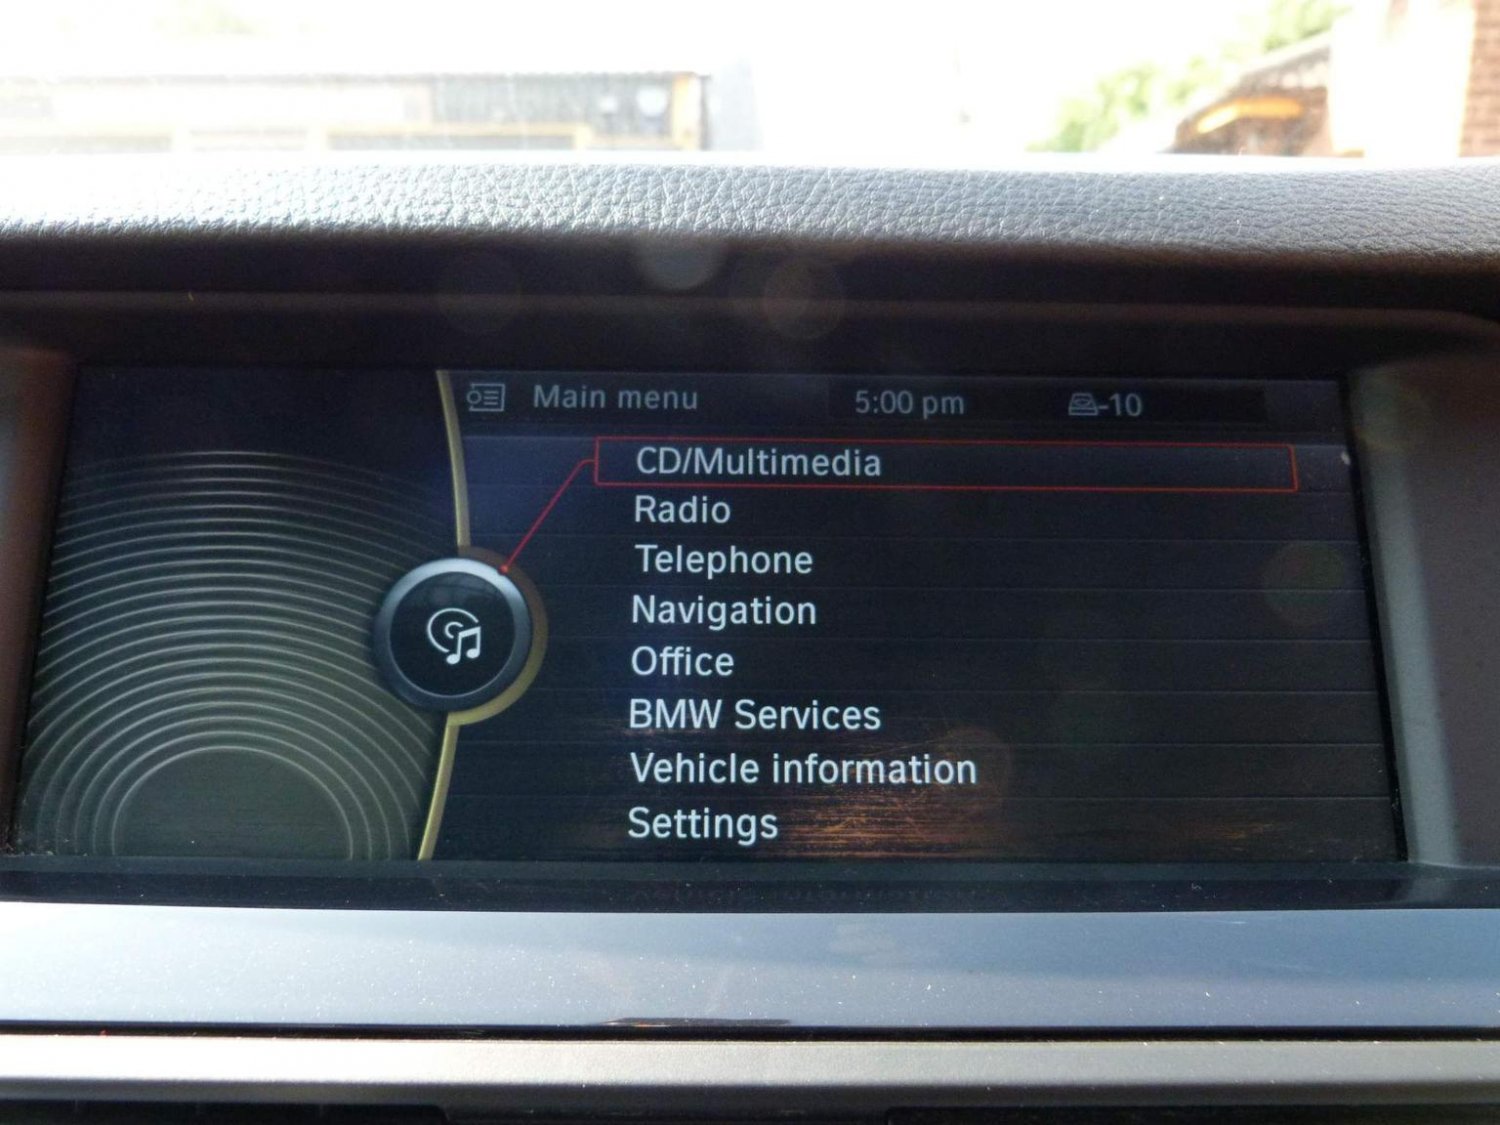 Main menu 5:00 pm -10
CD/Multimedia
Radio
Telephone
Navigation
Office
BMW Services
Vehicle information
Settings